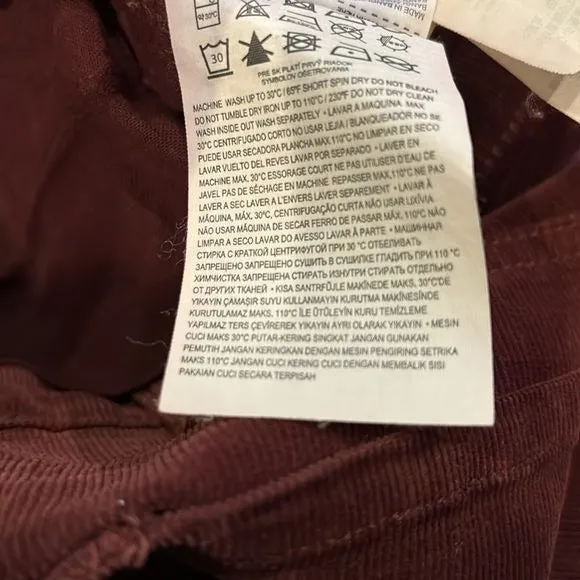 30°C
MADE IN BANGL
30
PRE SK PLATÍ PRVÝ RIADOK
SYMBOLOV OŠETROVANIA
MACHINE WASH UP TO 30°C / 85°F SHORT SPIN DRY DO NOT BLEACH
DO NOT TUMBLE DRY IRON UP TO 110°C / 230°F DO NOT DRY CLEAN
WASH INSIDE OUT WASH SEPARATELY • LAVAR A MAQUINA. MAX
30°C CENTRIFUGADO CORTO NO USAR LEJIA / BLANQUEADOR NO SE
PUEDE USAR SECADORA PLANCHA MAX.110°C NO LIMPIAR EN SECO
LAVAR VUELTO DEL REVES LAVAR POR SEPARADO • LAVER EN
MACHINE MAX. 30°C ESSORAGE COURT NE PAS UTILISER D'EAU DE
JAVEL PAS DE SÉCHAGE EN MACHINE REPASSER MAX.110°C NE PAS
LAVER A SEC LAVER A L'ENVERS LAVER SEPAREMENT • LAVAR À
MÁQUINA, MÁX. 30°C, CENTRIFUGAÇÃO CURTA NÃO USAR LIXÍVIA
NÃO USAR MÁQUINA DE SECAR FERRO DE PASSAR MÁX. 110°C NÃO
LIMPAR A SECO LAVAR DO AVESSO LAVAR À PARTE • МАШИННАЯ
СТИРКА С КРАТКОЙ ЦЕНТРИФУГОЙ ПРИ 30 °C ОТБЕЛИВАТЬ
ЗАПРЕЩЕНО ЗАПРЕЩЕНО СУШИТЬ В СУШИЛКЕ ГЛАДИТЬ ПРИ 110 °C
ХИМЧИСТКА ЗАПРЕЩЕНА СТИРАТЬ ИЗНУТРИ СТИРАТЬ ОТДЕЛЬНО
ОТ ДРУГИХ ТКАНЕЙ • KISA SANTRFÜJLE MAKİNEDE MAKS, 30°C'DE
YIKAYIN ÇAMAŞIR SUYU KULLANMAYIN KURUTMA MAKİNESİNDE
KURUTULAMAZ MAKS. 110°C İLE ÜTÜLEYİN KURU TEMİZLEME
YAPILMAZ TERS ÇEVİREREK YIKAYIN AYRI OLARAK YIKAYIN • MESIN
CUCI MAKS 30°C PUTAR-KERING SINGKAT JANGAN GUNAKAN
PEMUTIH JANGAN KERINGKAN DENGAN MESIN PENGIRING SETRIKA
MAKS 110°C JANGAN CUCI KERING CUCI DENGAN MEMBALIK SISI
PAKAIAN CUCI SECARA TERPISAH